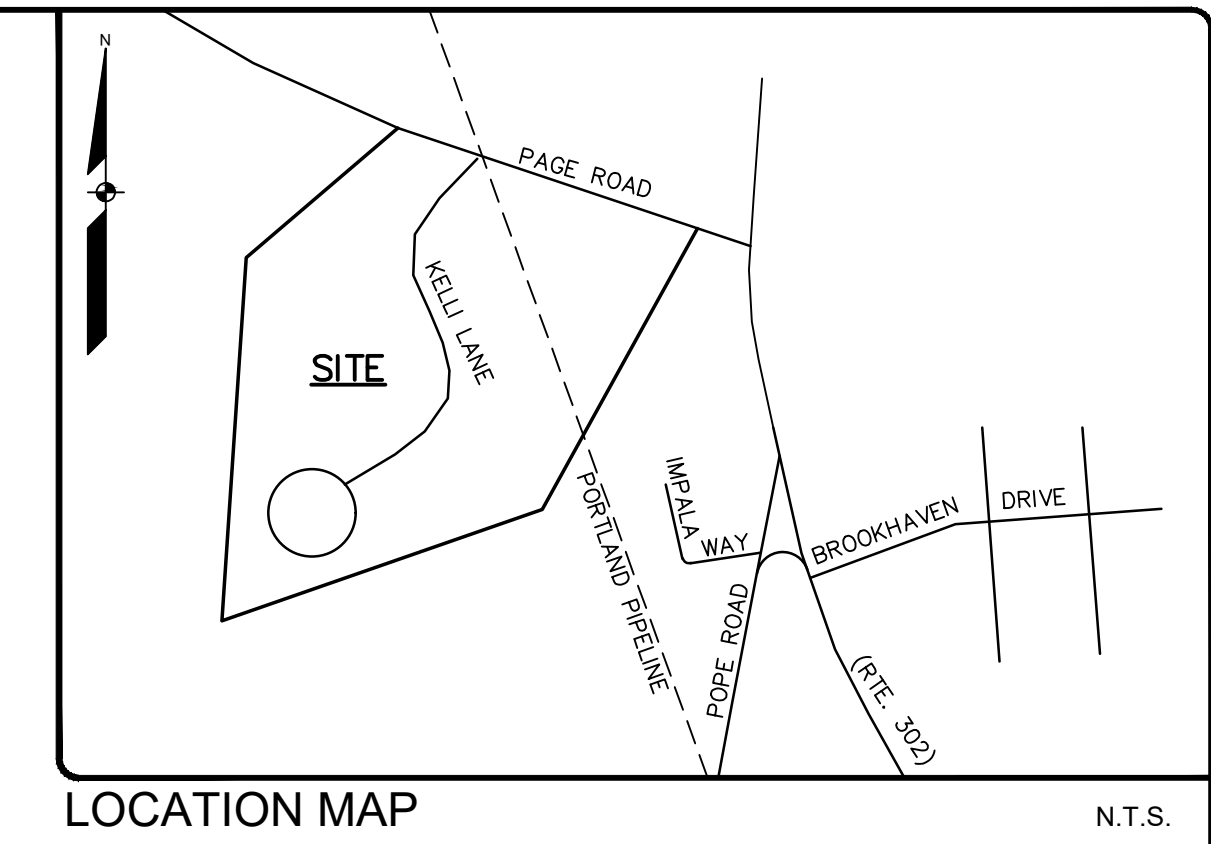 N
PAGE ROAD
KELLI LANE
SITE
PORTLAND PIPELINE
IMPALA
WAY
POPE ROAD
BROOKHAVEN
DRIVE
(RTE. 302)
LOCATION MAP
N.T.S.